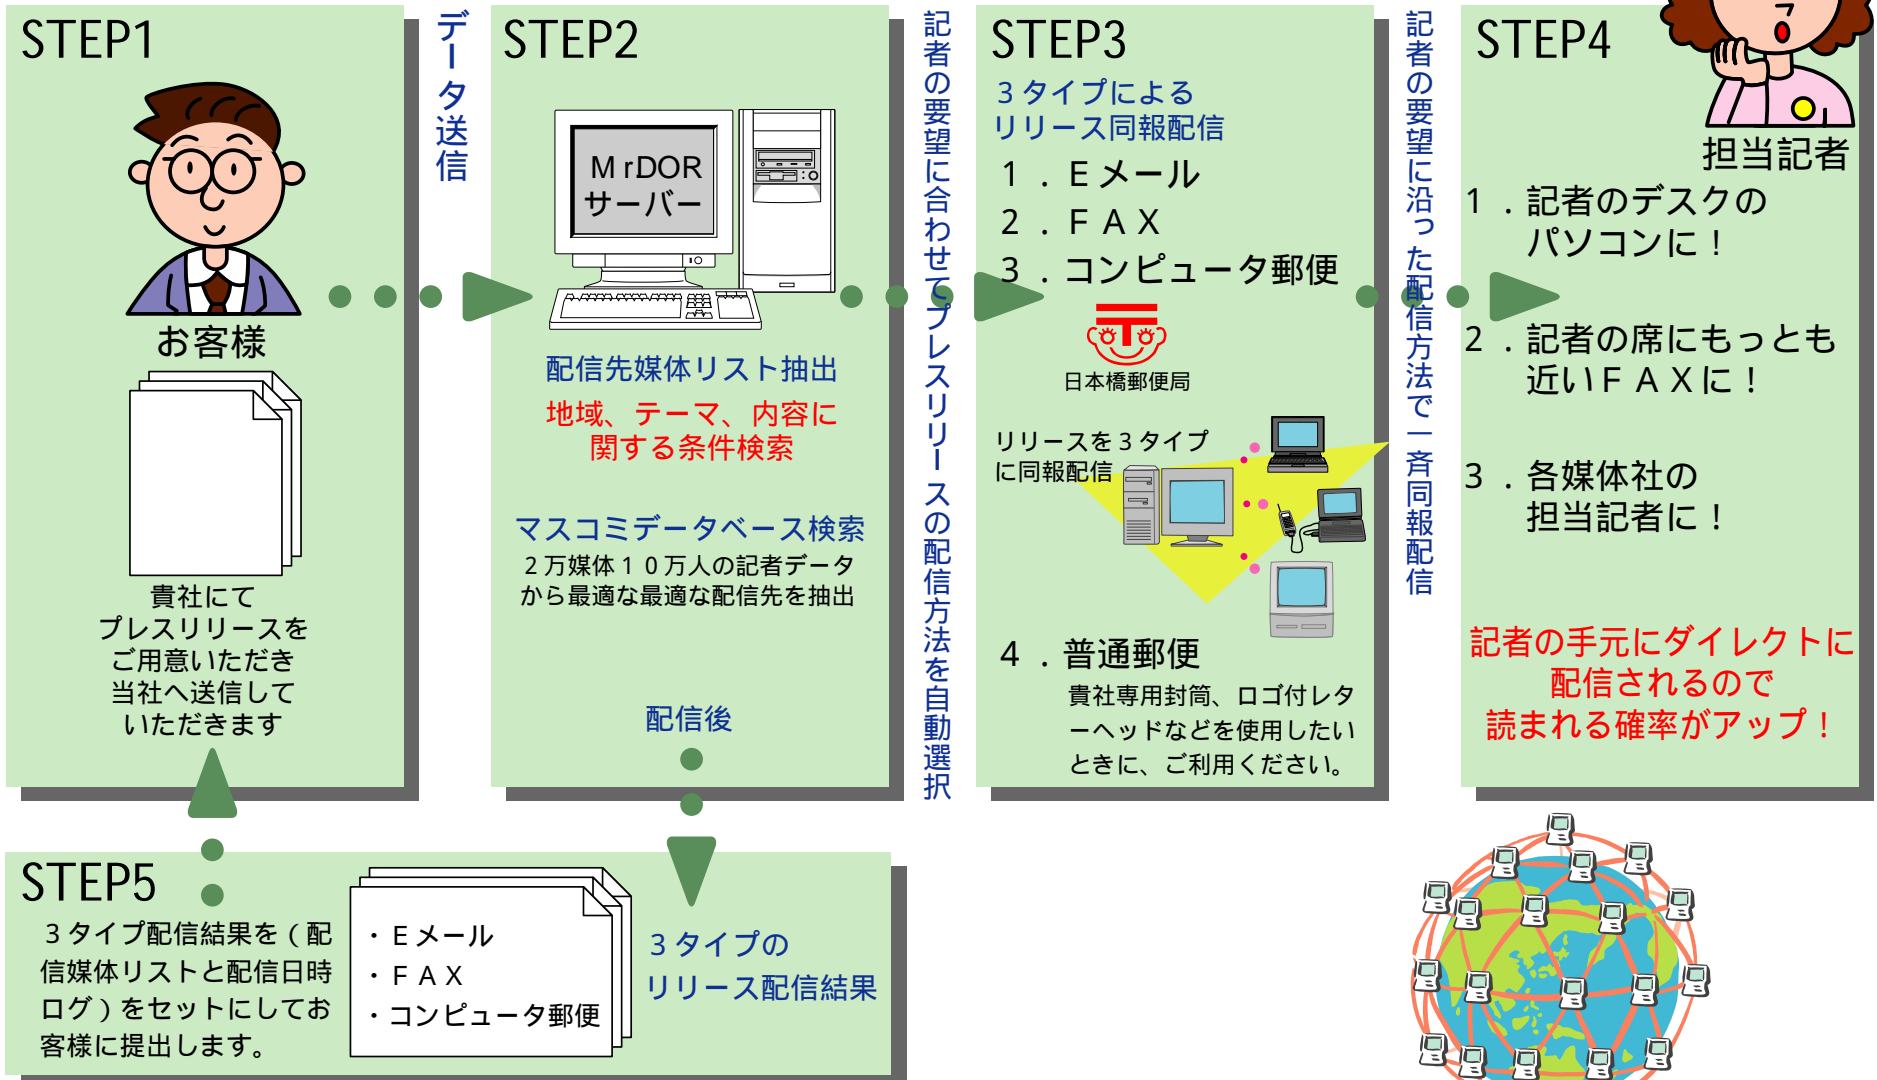 STEP1
お客様
貴社にて
プレスリリースを
ご用意いただき
当社へ送信して
いただきます
データ送信
STEP2
MrDOR
サーバー
配信先媒体リスト抽出
地域、テーマ、内容に
関する条件検索
マスコミデータベース検索
２万媒体１０万人の記者データ
から最適な最適な配信先を抽出
配信後
記者の要望に合わせてプレスリリースの配信方法を自動選択
STEP3
３タイプによる
リリース同報配信
１．Ｅメール
２．ＦＡＸ
３．コンピュータ郵便
日本橋郵便局
リリースを３タイプ
に同報配信
４．普通郵便
貴社専用封筒、ロゴ付レタ
ーヘッドなどを使用したい
ときに、ご利用ください。
記者の要望に沿った配信方法で一斉同報配信
STEP4
担当記者
１．記者のデスクの
パソコンに！
２．記者の席にもっとも
近いＦＡＸに！
３．各媒体社の
担当記者に！
記者の手元にダイレクトに
配信されるので
読まれる確率がアップ！
STEP5
３タイプ配信結果を（配
信媒体リストと配信日時
ログ）をセットにしてお
客様に提出します。
・Ｅメール
・ＦＡＸ
・コンピュータ郵便
３タイプの
リリース配信結果